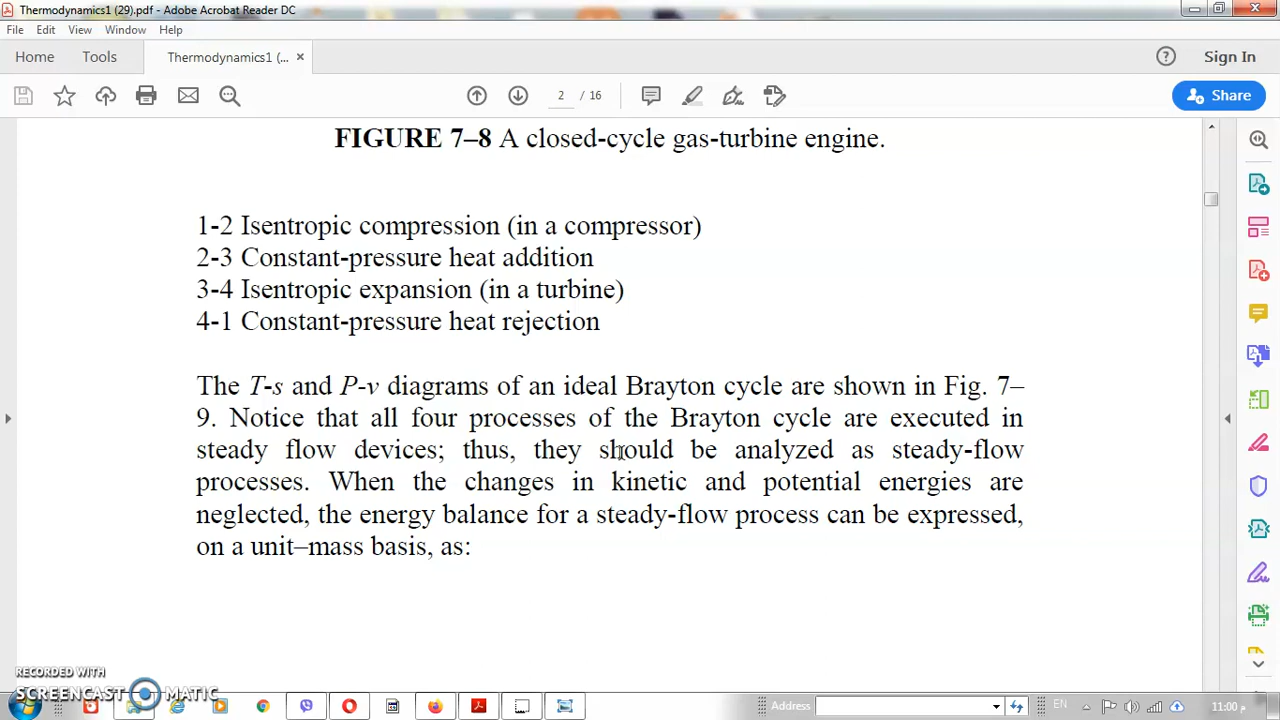 Thermodynamics1 (29).pdf - Adobe Acrobat Reader DC
File Edit View Window Help
Home Tools Thermodynamics1 (... × Sign In
2 / 16 Share
FIGURE 7–8 A closed-cycle gas-turbine engine.
1-2 Isentropic compression (in a compressor)
2-3 Constant-pressure heat addition
3-4 Isentropic expansion (in a turbine)
4-1 Constant-pressure heat rejection
The T-s and P-v diagrams of an ideal Brayton cycle are shown in Fig. 7–
9. Notice that all four processes of the Brayton cycle are executed in
steady flow devices; thus, they should be analyzed as steady-flow
processes. When the changes in kinetic and potential energies are
neglected, the energy balance for a steady-flow process can be expressed,
on a unit–mass basis, as:
RECORDED WITH
SCREENCAST MATIC
Address EN 11:00 م